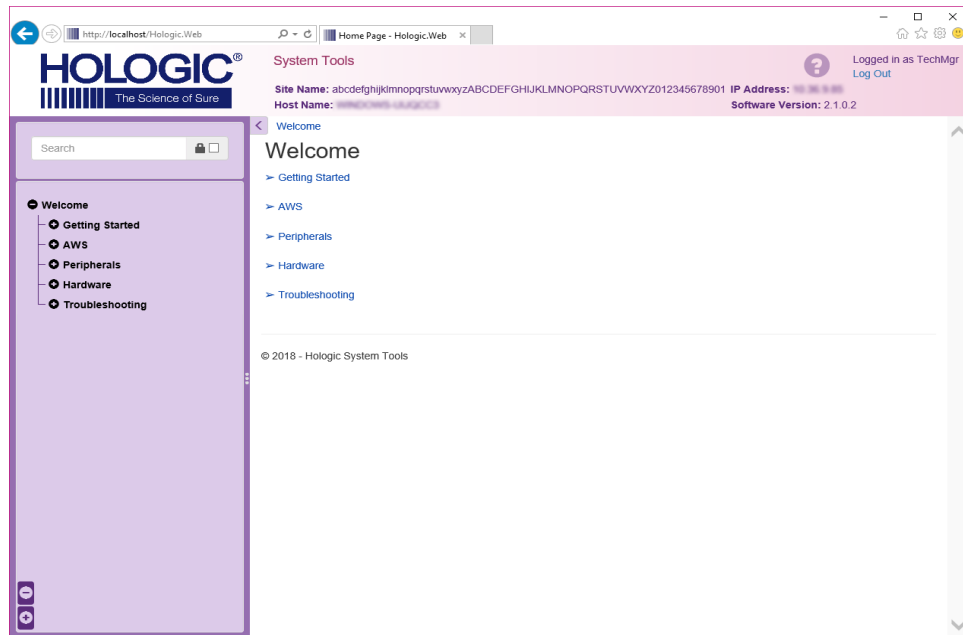 http://localhost/Hologic.Web
Home Page - Hologic.Web
HOLOGIC®
The Science of Sure
System Tools
Logged in as TechMgr
Log Out
Site Name: abcdefghijklmnopqrstuvwxyzABCDEFGHIJKLMNOPQRSTUVWXYZ012345678901 IP Address:
Host Name: Software Version: 2.1.0.2
Search
Welcome
Getting Started
AWS
Peripherals
Hardware
Troubleshooting
Welcome
Welcome
➢ Getting Started
➢ AWS
➢ Peripherals
➢ Hardware
➢ Troubleshooting
© 2018 - Hologic System Tools